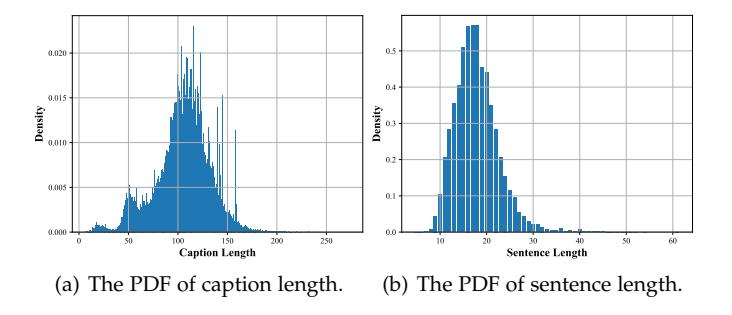 0.020
0.015
0.010
0.005
0.000
Density
0 50 100 150 200 250
Caption Length
0.5
0.4
0.3
0.2
0.1
0.0
Density
10 20 30 40 50 60
Sentence Length
(a) The PDF of caption length.
(b) The PDF of sentence length.